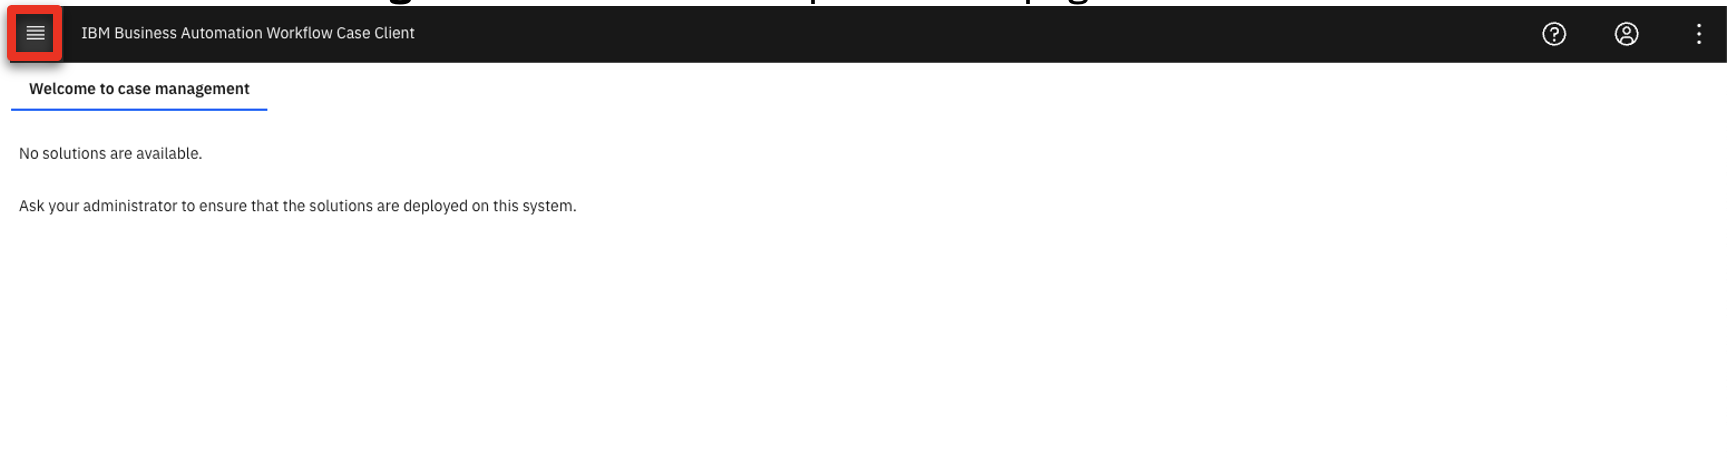 IBM Business Automation Workflow Case Client
Welcome to case management
No solutions are available.
Ask your administrator to ensure that the solutions are deployed on this system.